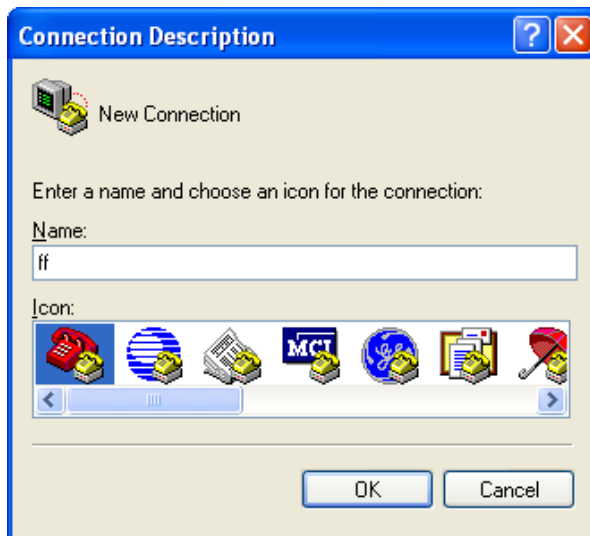 Connection Description
New Connection
Enter a name and choose an icon for the connection:
Name:
ff
Icon:
MCI
OK
Cancel